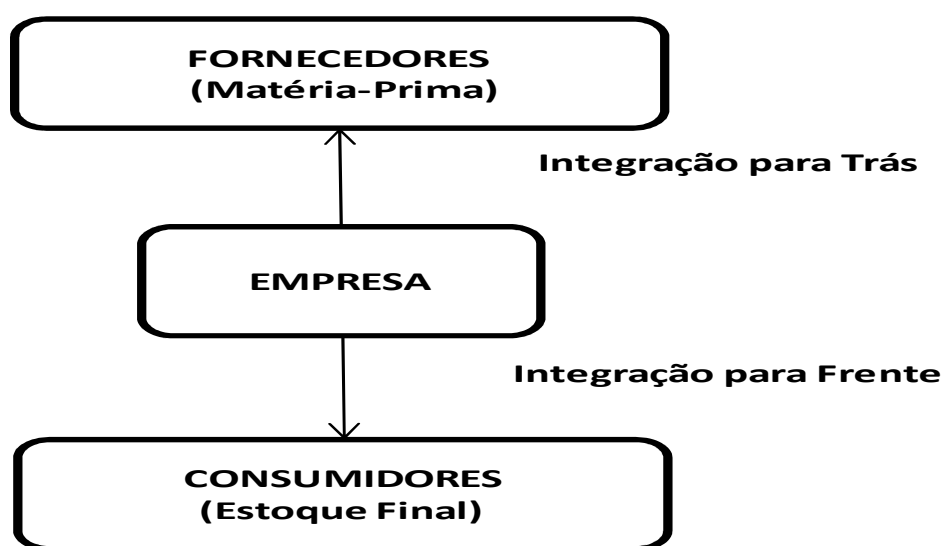 FORNECEDORES
(Matéria-Prima)
Integração para Trás
EMPRESA
Integração para Frente
CONSUMIDORES
(Estoque Final)